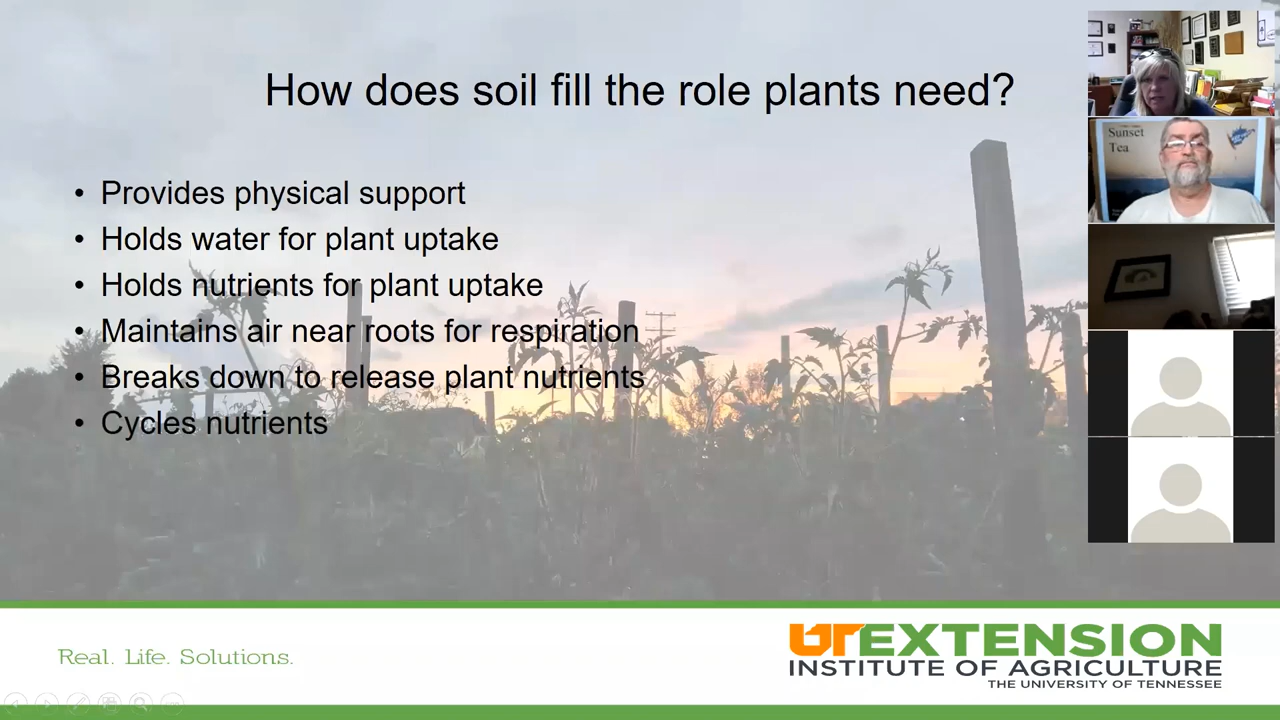 How does soil fill the role plants need?
• Provides physical support
• Holds water for plant uptake
• Holds nutrients for plant uptake
• Maintains air near roots for respiration
• Breaks down to release plant nutrients
• Cycles nutrients
Sunset
Tea
Real. Life. Solutions.
UT EXTENSION
INSTITUTE OF AGRICULTURE
THE UNIVERSITY OF TENNESSEE